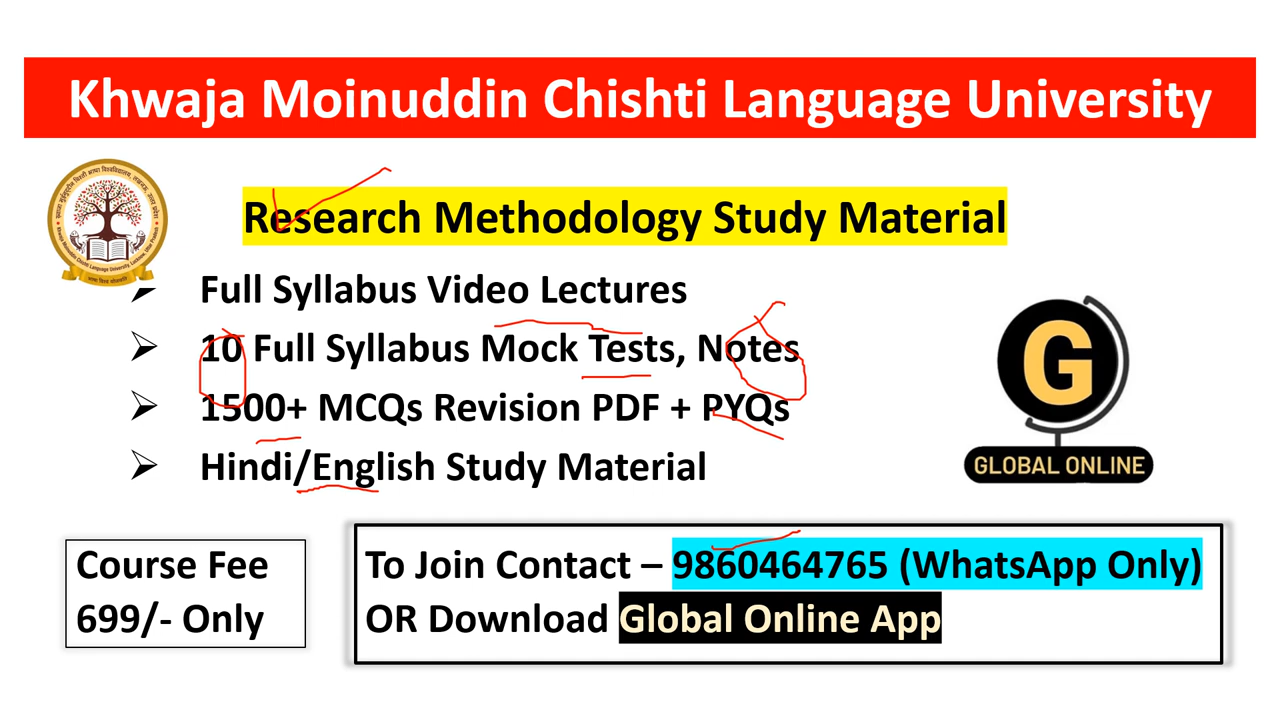 Khwaja Moinuddin Chishti Language University
Research Methodology Study Material
Full Syllabus Video Lectures
10 Full Syllabus Mock Tests, Notes
1500+ MCQs Revision PDF + PYQs
Hindi/English Study Material
G
GLOBAL ONLINE
Course Fee
699/- Only
To Join Contact – 9860464765 (WhatsApp Only)
OR Download Global Online App